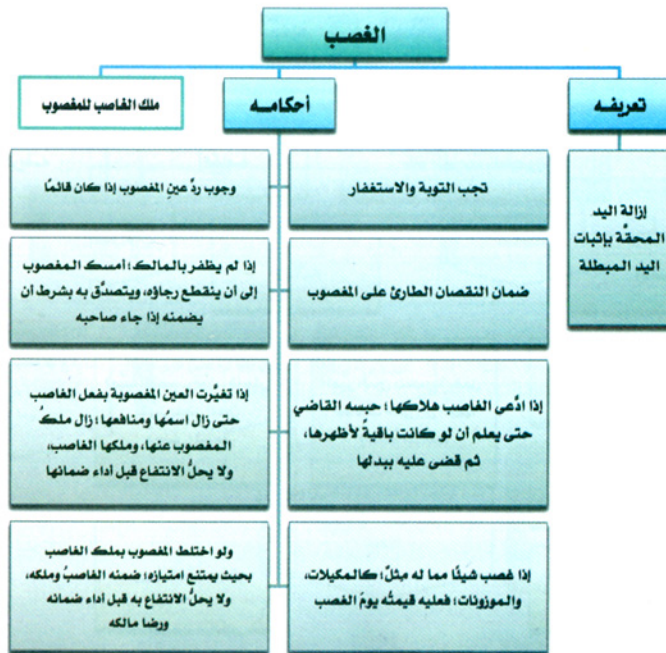 الغصب
تعريفه
أحكامه
ملك الغاصب للمغصوب
إزالة اليد
المحقَّة بإثبات
اليد المبطلة
تجب التوبة والاستغفار
وجوب ردِّ عينِ المغصوب إذا كان قائمًا
ضمان النقصان الطارئ على المغصوب
إذا لم يظفر بالمالك؛ أمسك المغصوب
إلى أن ينقطع رجاؤه، ويتصدَّق به بشرط أن
يضمنه إذا جاء صاحبه
إذا ادَّعى الغاصب هلاكها؛ حبسه القاضي
حتى يعلم أن لو كانت باقيةً لأظهرها،
ثم قضى عليه ببدلها
إذا تغيَّرت العين المغصوبة بفعل الغاصب
حتى زال اسمُها ومنافعها؛ زال ملكُ
المغصوب عنها، وملكها الغاصب،
ولا يحلُّ الانتفاع قبل أداء ضمانها
إذا غصب شيئًا مما له مثلٌ؛ كالمكيلات،
والموزونات؛ فعليه قيمتُه يومَ الغصب
ولو اختلط المغصوب بملك الغاصب
بحيث يمتنع امتيازه؛ ضمنه الغاصبُ وملكه،
ولا يحلُّ الانتفاع به قبل أداء ضمانه
ورضا مالكه